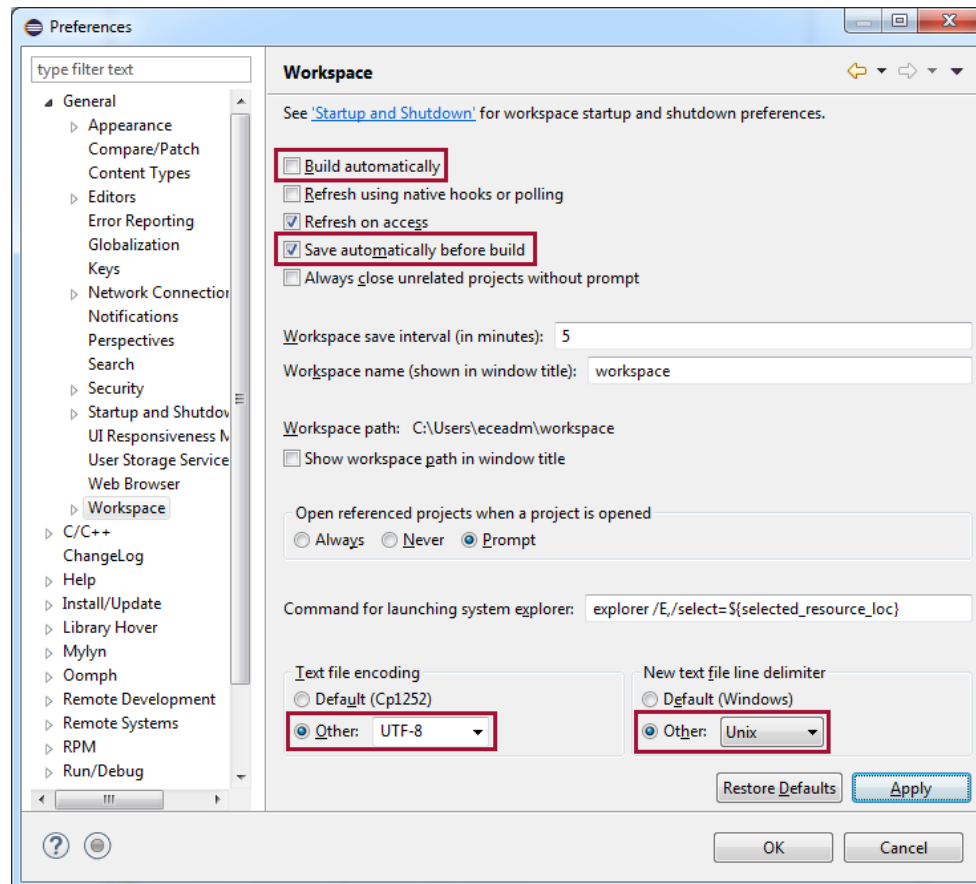 Preferences
type filter text
General
Appearance
Compare/Patch
Content Types
Editors
Error Reporting
Globalization
Keys
Network Connection
Notifications
Perspectives
Search
Security
Startup and Shutdow
UI Responsiveness M
User Storage Service
Web Browser
Workspace
C/C++
ChangeLog
Help
Install/Update
Library Hover
Mylyn
Oomph
Remote Development
Remote Systems
RPM
Run/Debug
Workspace
See 'Startup and Shutdown' for workspace startup and shutdown preferences.
Build automatically
Refresh using native hooks or polling
Refresh on access
Save automatically before build
Always close unrelated projects without prompt
Workspace save interval (in minutes): 5
Workspace name (shown in window title): workspace
Workspace path: C:\Users\eceadm\workspace
Show workspace path in window title
Open referenced projects when a project is opened
Always Never Prompt
Command for launching system explorer: explorer /E,/select=${selected_resource_loc}
Text file encoding
Default (Cp1252)
Other: UTF-8
New text file line delimiter
Default (Windows)
Other: Unix
Restore Defaults Apply
? OK Cancel